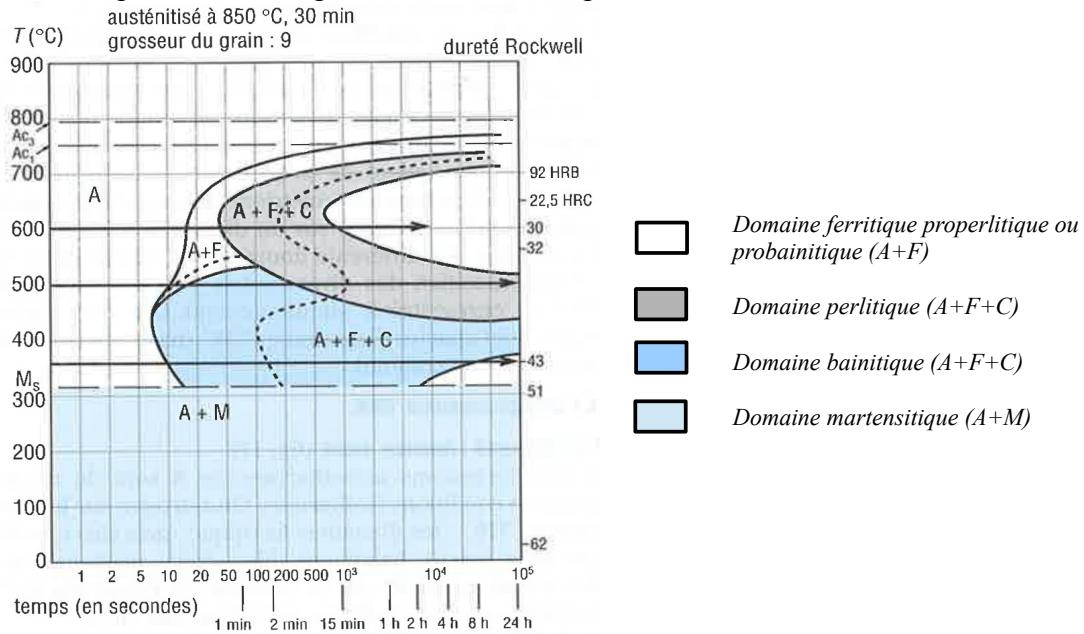 austénitisé à 850 °C, 30 min
T (°C)
grosseur du grain : 9
dureté Rockwell
900
800
Ac₃
Ac₁
700
92 HRB
A
22,5 HRC
A + F + C
600
30
A+F
32
500
400
A + F + C
43
Mₛ
51
300
A + M
200
100
62
0
1 2 5 10 20 50 100 200 500 10³ 10⁴ 10⁵
temps (en secondes)
1 min 2 min 15 min 1 h 2 h 4 h 8 h 24 h
Domaine ferritique properlitique ou
probainitique (A+F)
Domaine perlitique (A+F+C)
Domaine bainitique (A+F+C)
Domaine martensitique (A+M)